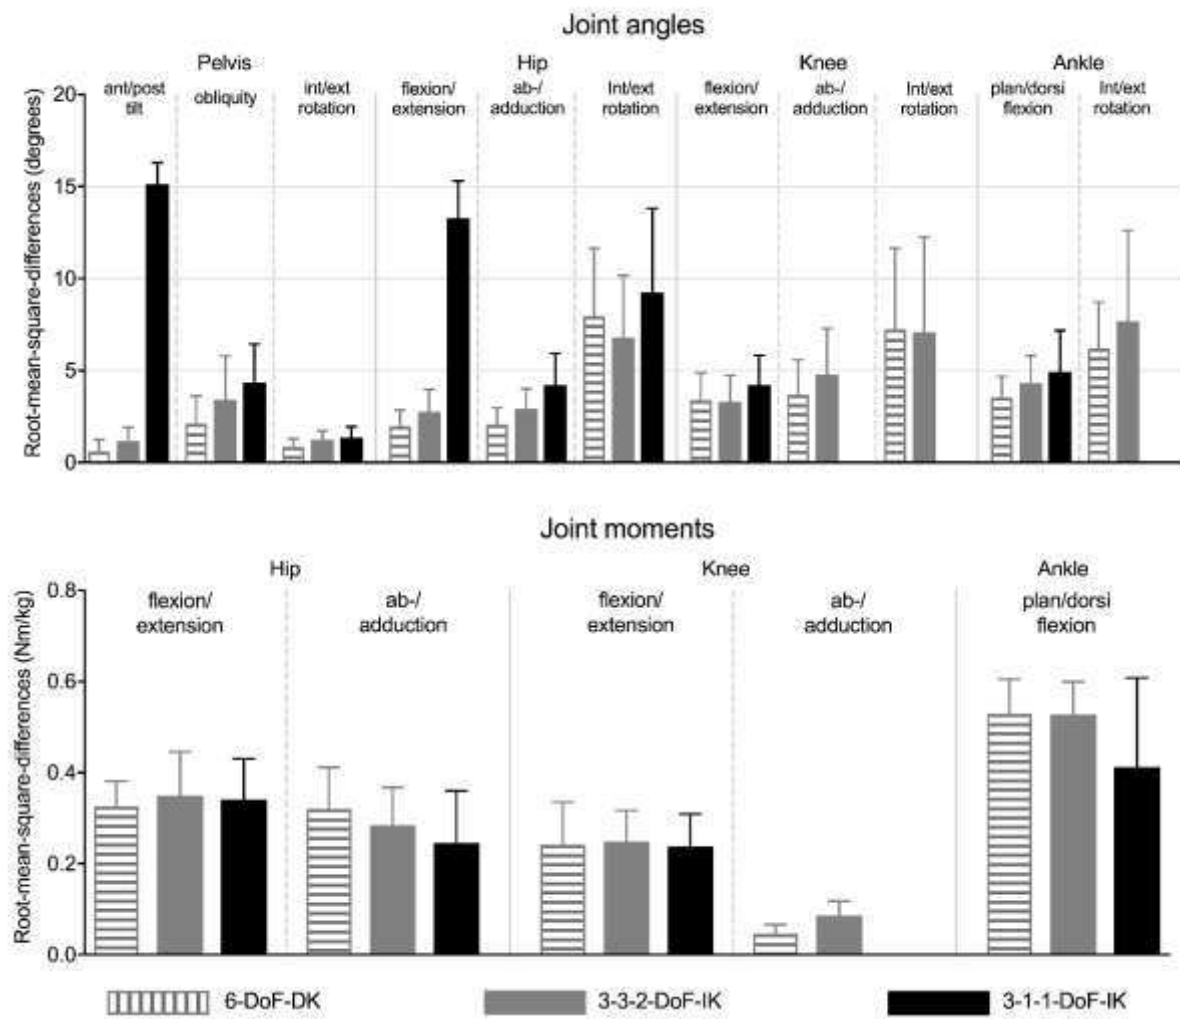 Joint angles
Pelvis Hip Knee Ankle
ant/post tilt obliquity int/ext rotation flexion/ extension ab-/ adduction Int/ext rotation flexion/ extension ab-/ adduction Int/ext rotation plan/dorsi flexion Int/ext rotation
Root-mean-square-differences (degrees)
20
15
10
5
0
Joint moments
Hip Knee Ankle
flexion/ ab-/ flexion/ ab-/ plan/dorsi
extension adduction extension adduction flexion
Root-mean-square-differences (Nm/kg)
0.8
0.6
0.4
0.2
0.0
6-DoF-DK 3-3-2-DoF-IK 3-1-1-DoF-IK